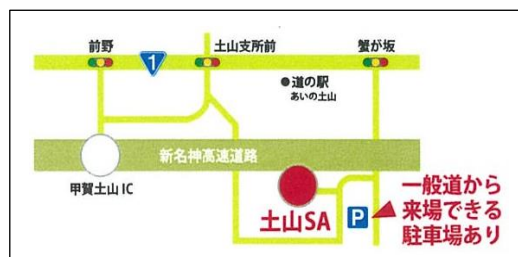 前野
1
土山支所前
蟹が坂
道の駅
あいの土山
新名神高速道路
甲賀土山 IC
土山SA
P
一般道から
来場できる
駐車場あり